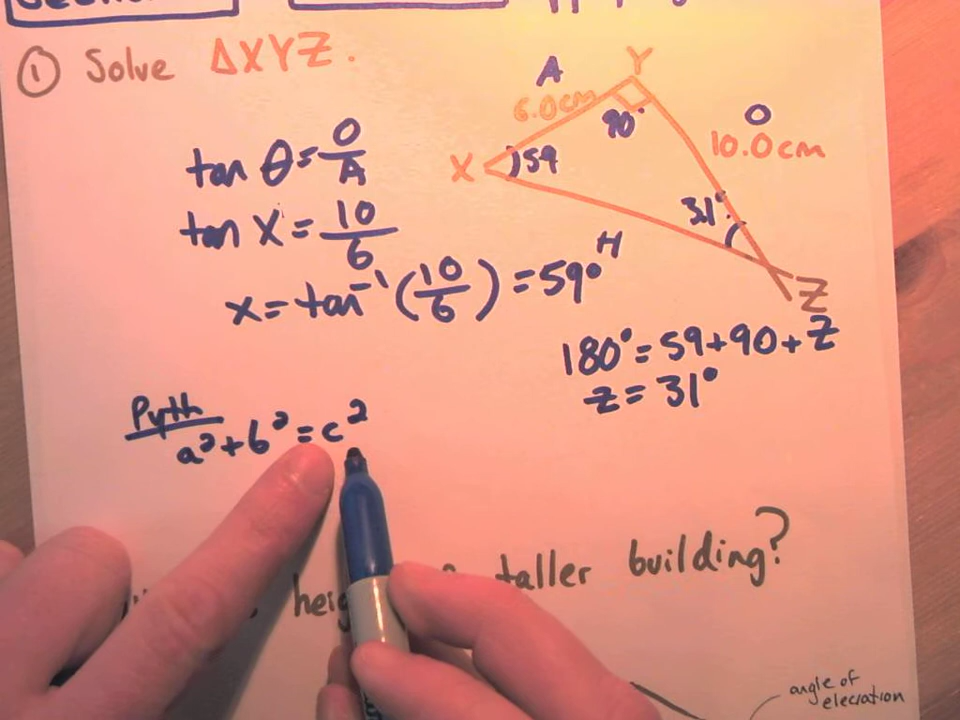 ① Solve ΔXYZ.
A
Y
6.0cm
90°
O
10.0cm
X
59
31°
H
Z
tan θ = O/A
tan X = 10/6
x = tan⁻¹ (10/6) = 59°
180° = 59 + 90 + Z
Z = 31°
Pyth
a² + b² = c²
taller building?
angle of
elecration